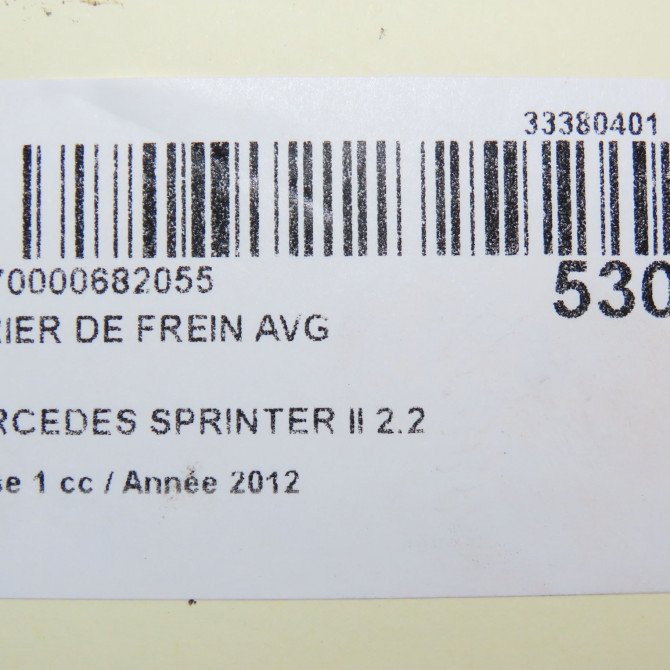 33380401
70000682055
530
RIER DE FREIN AVG
RCEDES SPRINTER II 2.2
se 1 cc / Année 2012